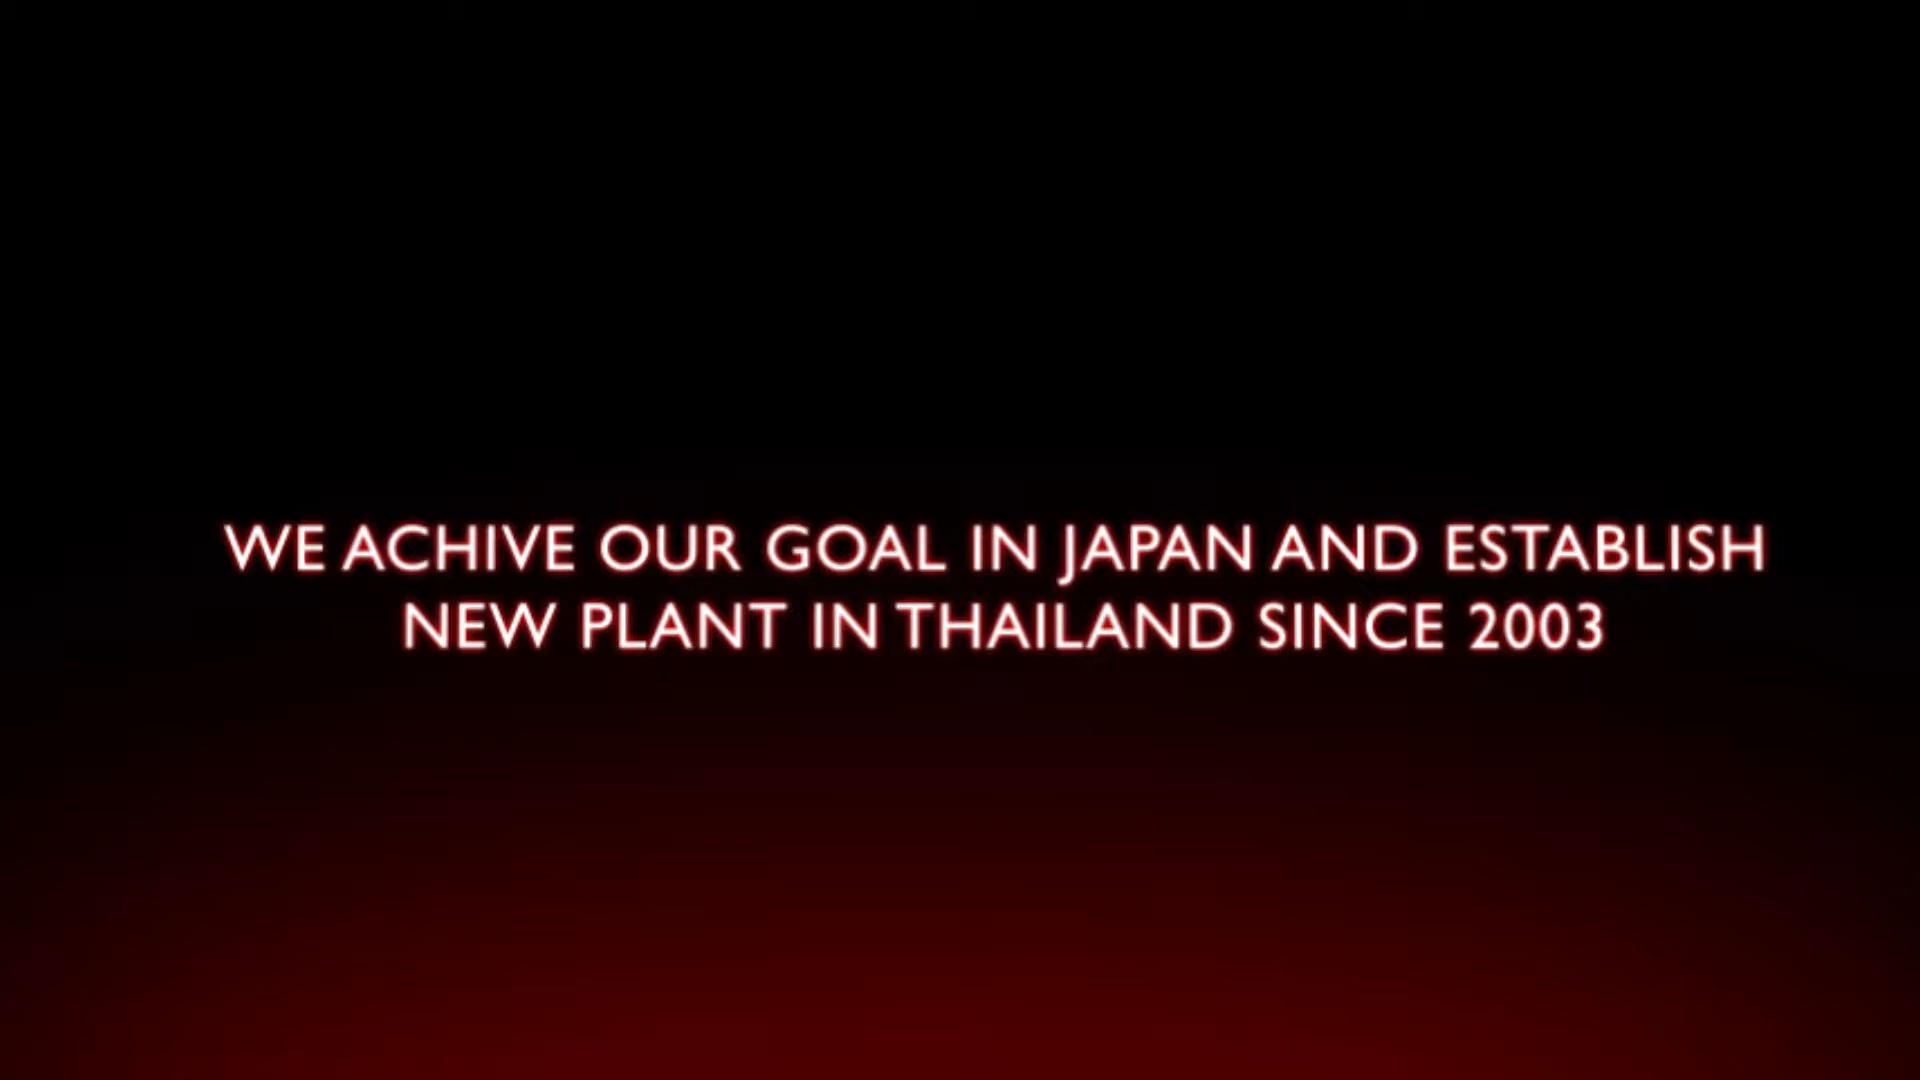 WE ACHIVE OUR GOAL IN JAPAN AND ESTABLISH
NEW PLANT IN THAILAND SINCE 2003